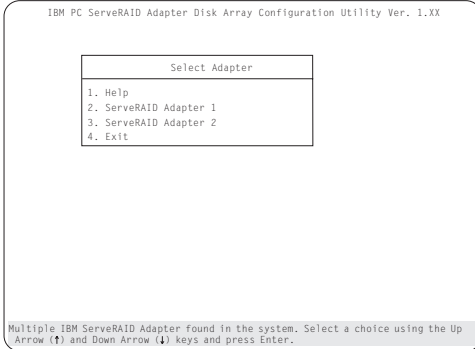 IBM PC ServeRAID Adapter Disk Array Configuration Utility Ver. 1.XX
Select Adapter
1. Help
2. ServeRAID Adapter 1
3. ServeRAID Adapter 2
4. Exit
Multiple IBM ServeRAID Adapter found in the system. Select a choice using the Up
Arrow (↑) and Down Arrow (↓) keys and press Enter.